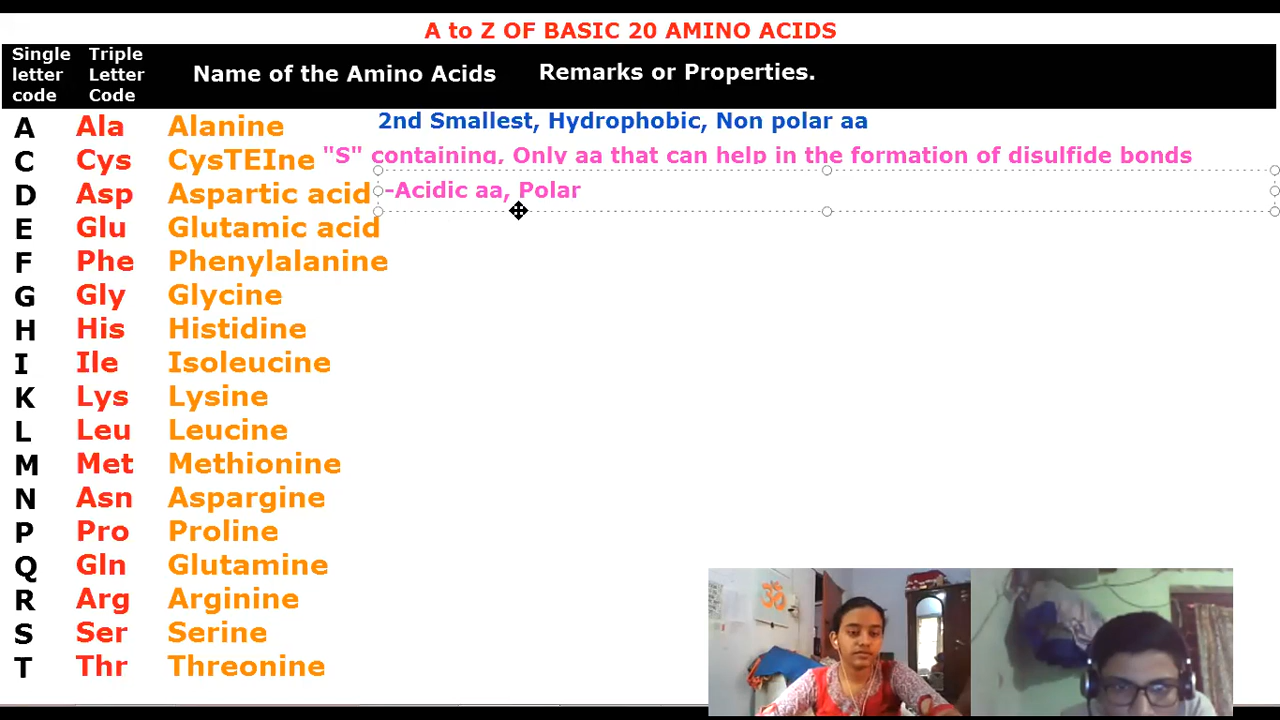 A to Z OF BASIC 20 AMINO ACIDS
Single letter code Triple Letter Code Name of the Amino Acids Remarks or Properties.
A Ala Alanine 2nd Smallest, Hydrophobic, Non polar aa
C Cys CysTEIne "S" containing, Only aa that can help in the formation of disulfide bonds
D Asp Aspartic acid -Acidic aa, Polar
E Glu Glutamic acid
F Phe Phenylalanine
G Gly Glycine
H His Histidine
I Ile Isoleucine
K Lys Lysine
L Leu Leucine
M Met Methionine
N Asn Aspargine
P Pro Proline
Q Gln Glutamine
R Arg Arginine
S Ser Serine
T Thr Threonine
ॐ